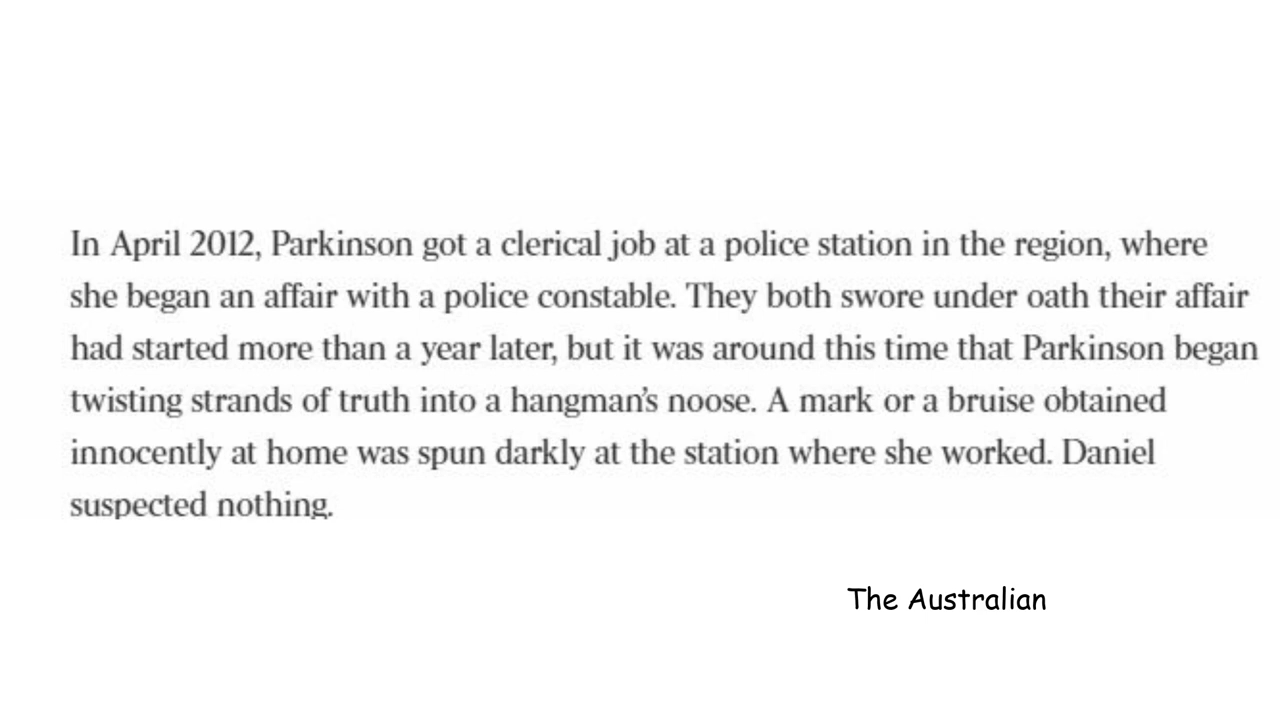 In April 2012, Parkinson got a clerical job at a police station in the region, where
she began an affair with a police constable. They both swore under oath their affair
had started more than a year later, but it was around this time that Parkinson began
twisting strands of truth into a hangman’s noose. A mark or a bruise obtained
innocently at home was spun darkly at the station where she worked. Daniel
suspected nothing.
The Australian